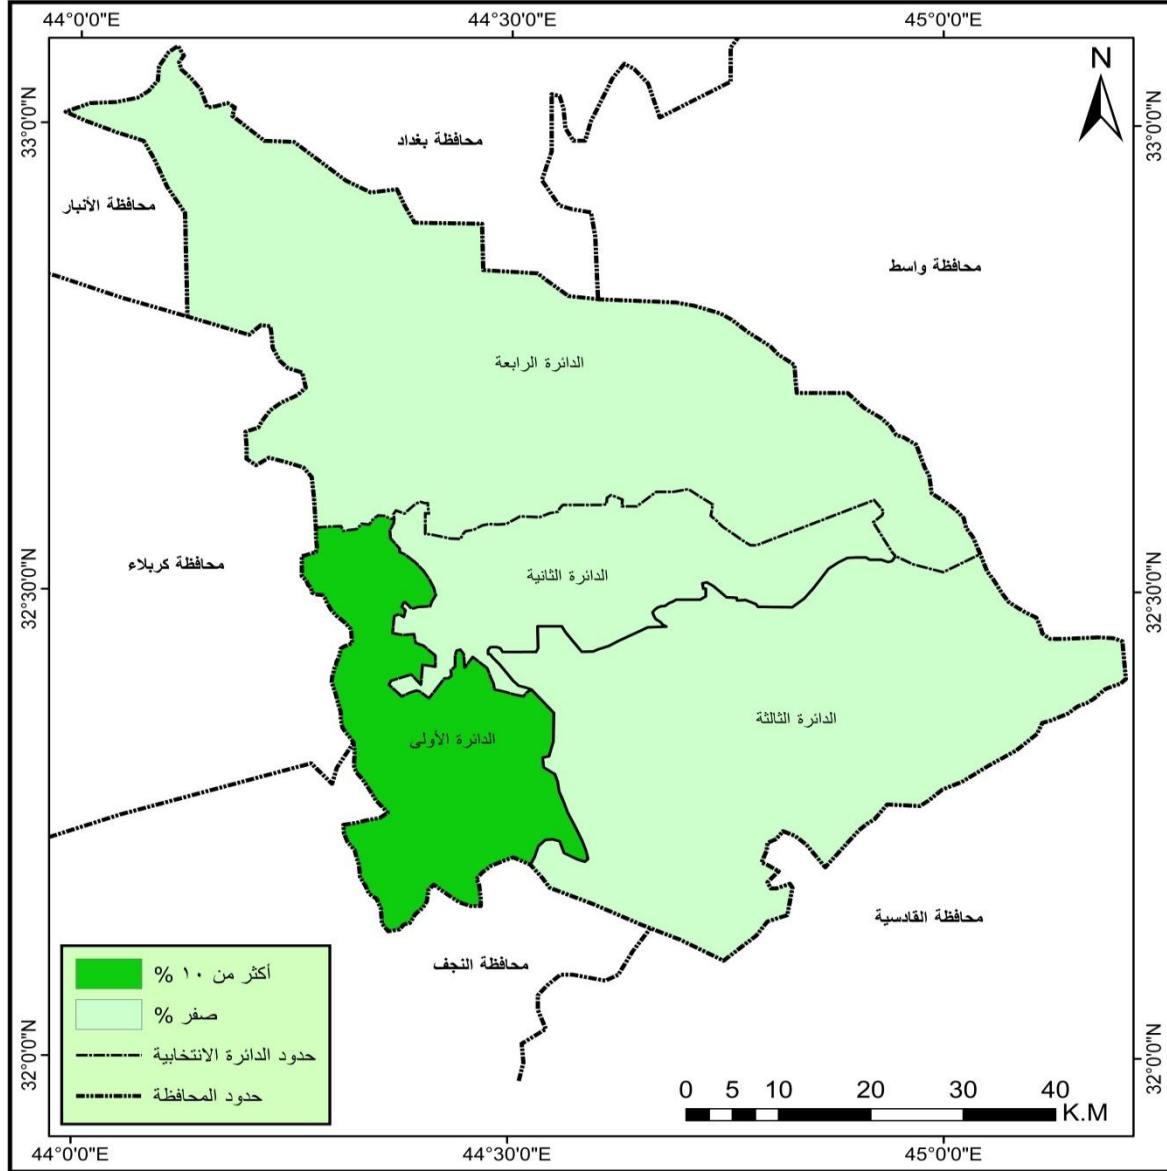 44°0'0"E
44°30'0"E
45°0'0"E
33°0'0"N
33°0'0"N
N
محافظة بغداد
محافظة الأنبار
محافظة واسط
الدائرة الرابعة
محافظة كربلاء
الدائرة الثانية
32°30'0"N
32°30'0"N
الدائرة الثالثة
الدائرة الأولى
محافظة القادسية
محافظة النجف
أكثر من ١٠ %
صفر %
حدود الدائرة الانتخابية
حدود المحافظة
32°0'0"N
32°0'0"N
0 5 10 20 30 40
K.M
44°0'0"E
44°30'0"E
45°0'0"E